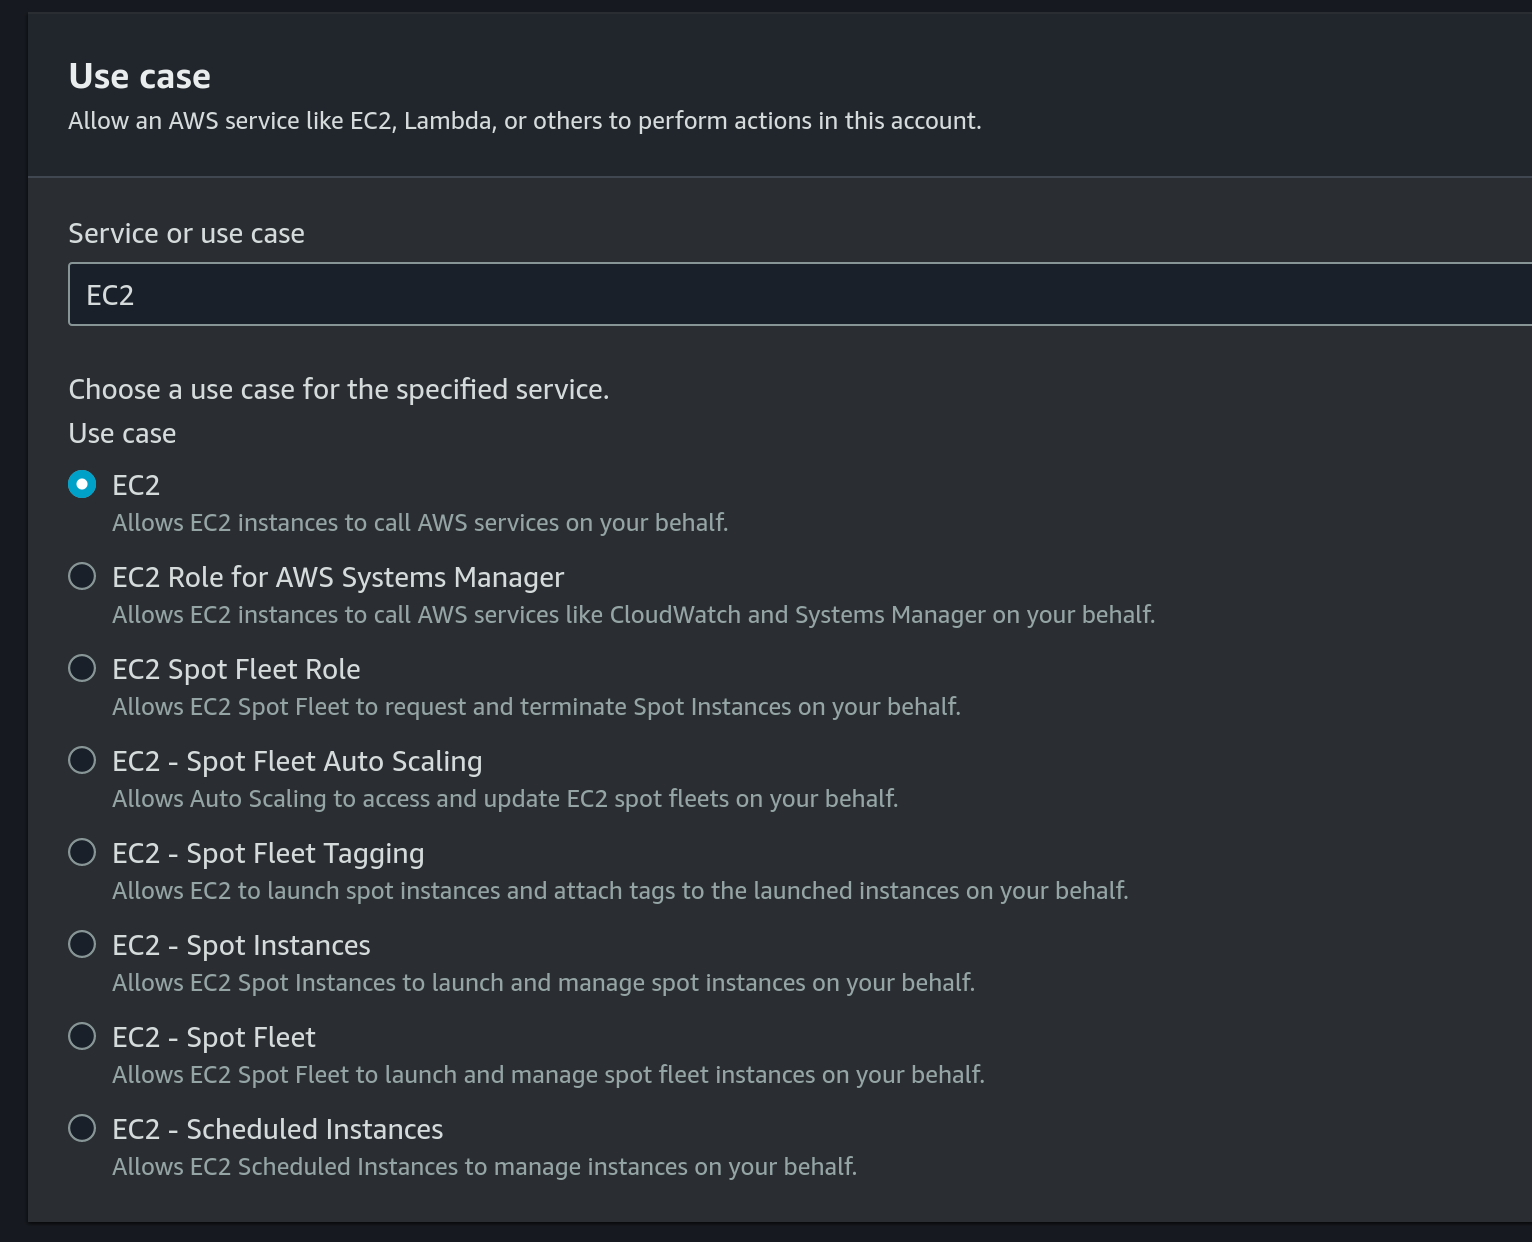 Use case
Allow an AWS service like EC2, Lambda, or others to perform actions in this account.
Service or use case
EC2
Choose a use case for the specified service.
Use case
EC2
Allows EC2 instances to call AWS services on your behalf.
EC2 Role for AWS Systems Manager
Allows EC2 instances to call AWS services like CloudWatch and Systems Manager on your behalf.
EC2 Spot Fleet Role
Allows EC2 Spot Fleet to request and terminate Spot Instances on your behalf.
EC2 - Spot Fleet Auto Scaling
Allows Auto Scaling to access and update EC2 spot fleets on your behalf.
EC2 - Spot Fleet Tagging
Allows EC2 to launch spot instances and attach tags to the launched instances on your behalf.
EC2 - Spot Instances
Allows EC2 Spot Instances to launch and manage spot instances on your behalf.
EC2 - Spot Fleet
Allows EC2 Spot Fleet to launch and manage spot fleet instances on your behalf.
EC2 - Scheduled Instances
Allows EC2 Scheduled Instances to manage instances on your behalf.